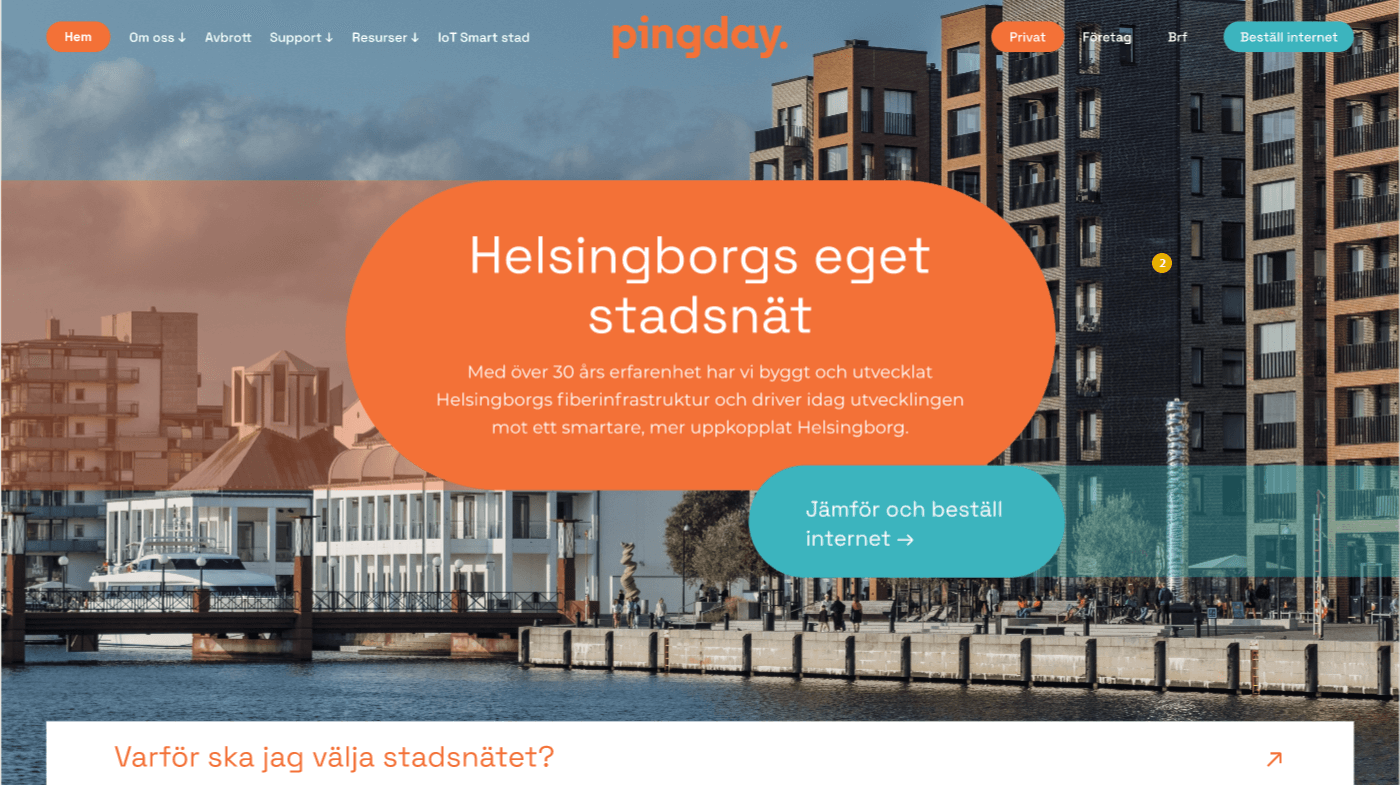 Hem Om oss ↓ Avbrott Support ↓ Resurser ↓ IoT Smart stad pingday. Privat Företag Brf Beställ internet
Helsingborgs eget
stadsnät
2
Med över 30 års erfarenhet har vi byggt och utvecklat
Helsingborgs fiberinfrastruktur och driver idag utvecklingen
mot ett smartare, mer uppkopplat Helsingborg.
Jämför och beställ
internet →
Varför ska jag välja stadsnätet? ↗